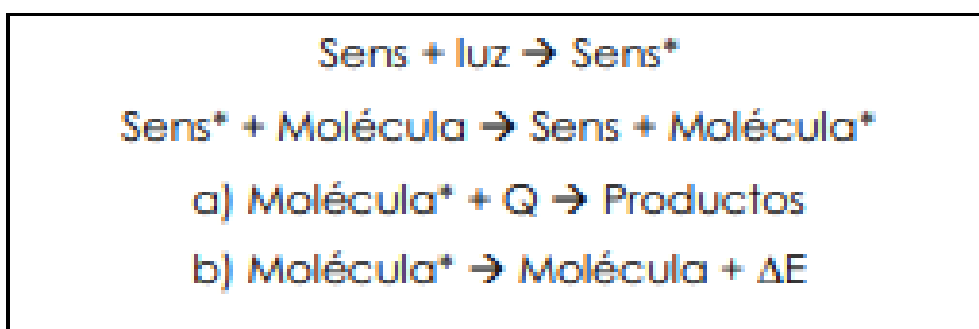 Sens + luz → Sens*
Sens* + Molécula → Sens + Molécula*
a) Molécula* + Q → Productos
b) Molécula* → Molécula + ΔE